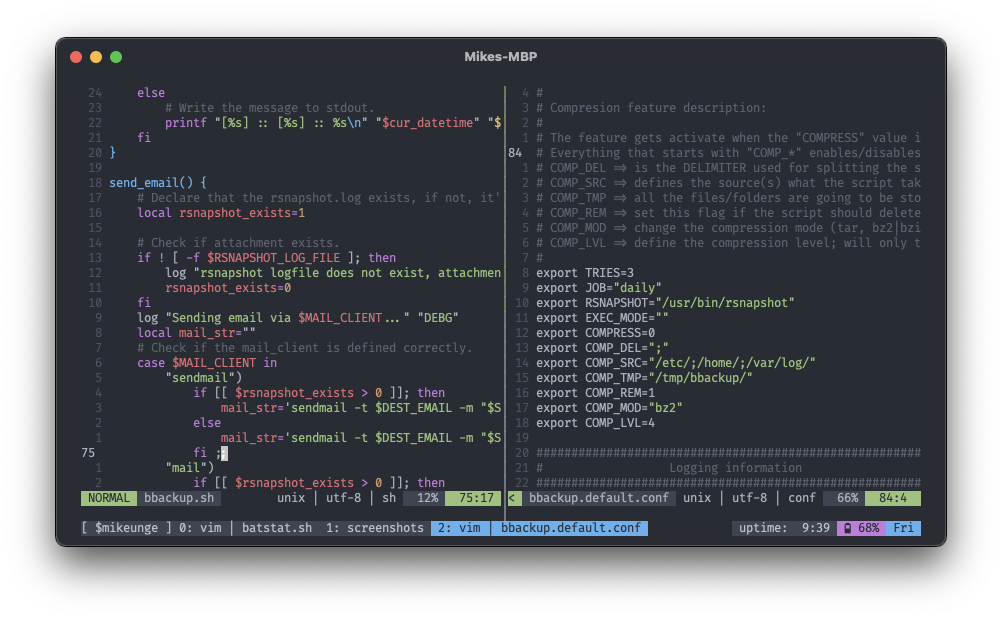 Mikes-MBP
24     else
23         # Write the message to stdout.
22         printf "[%s] :: [%s] :: %s\n" "$cur_datetime" "$
21     fi
20 }
19
18 send_email() {
17     # Declare that the rsnapshot.log exists, if not, it'
16     local rsnapshot_exists=1
15
14     # Check if attachment exists.
13     if ! [ -f $RSNAPSHOT_LOG_FILE ]; then
12         log "rsnapshot logfile does not exist, attachmen
11         rsnapshot_exists=0
10     fi
9     log "Sending email via $MAIL_CLIENT..." "DEBG"
8     local mail_str=""
7     # Check if the mail_client is defined correctly.
6     case $MAIL_CLIENT in
5         "sendmail")
4             if [[ $rsnapshot_exists > 0 ]]; then
3                 mail_str='sendmail -t $DEST_EMAIL -m "$S
2             else
1                 mail_str='sendmail -t $DEST_EMAIL -m "$S
75             fi ;;
1         "mail")
2             if [[ $rsnapshot_exists > 0 ]]; then
NORMAL bbackup.sh unix | utf-8 | sh 12% 75:17
4 #
3 # Compresion feature description:
2 #
1 # The feature gets activate when the "COMPRESS" value i
84 # Everything that starts with "COMP_*" enables/disables
1 # COMP_DEL => is the DELIMITER used for splitting the s
2 # COMP_SRC => defines the source(s) what the script tak
3 # COMP_TMP => all the files/folders are going to be sto
4 # COMP_REM => set this flag if the script should delete
5 # COMP_MOD => change the compression mode (tar, bz2|bzi
6 # COMP_LVL => define the compression level; will only t
7 #
8 export TRIES=3
9 export JOB="daily"
10 export RSNAPSHOT="/usr/bin/rsnapshot"
11 export EXEC_MODE=""
12 export COMPRESS=0
13 export COMP_DEL=";"
14 export COMP_SRC="/etc/;/home/;/var/log/"
15 export COMP_TMP="/tmp/bbackup/"
16 export COMP_REM=1
17 export COMP_MOD="bz2"
18 export COMP_LVL=4
19
20 #######################################################
21 #                  Logging information
22 #######################################################
< bbackup.default.conf unix | utf-8 | conf 66% 84:4
[ $mikeunge ] 0: vim | batstat.sh 1: screenshots 2: vim | bbackup.default.conf uptime: 9:39 68% Fri